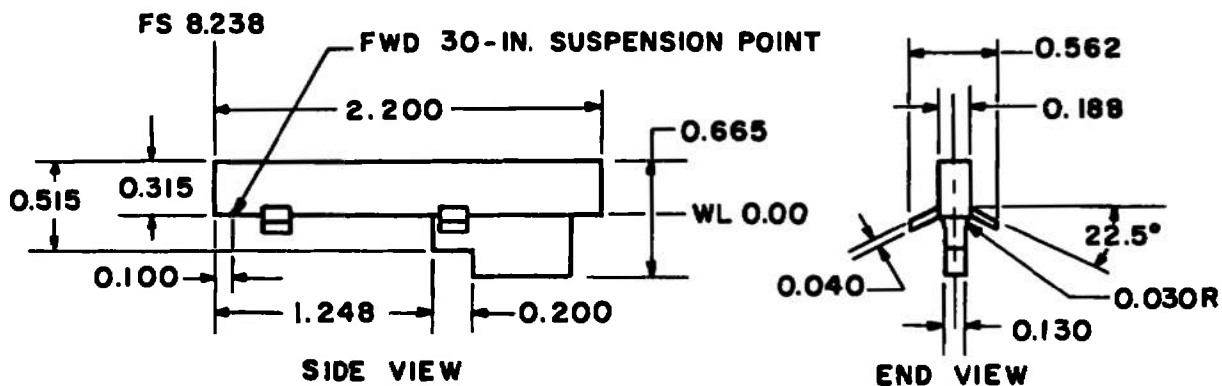 FS 8.238
FWD 30-IN. SUSPENSION POINT
0.562
2.200
0.188
0.665
0.315
0.515
WL 0.00
22.5°
0.100
0.040
0.030R
1.248
0.200
0.130
SIDE VIEW
END VIEW